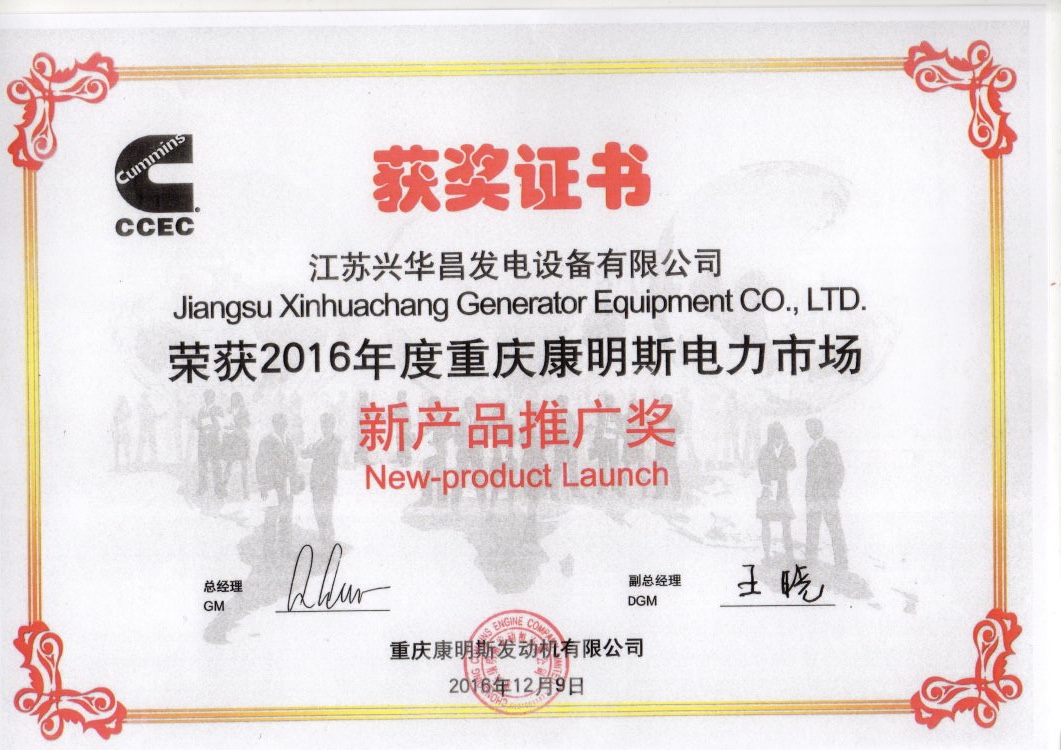 Cummins
CCEC
获奖证书
江苏兴华昌发电设备有限公司
Jiangsu Xinhuachang Generator Equipment CO., LTD.
荣获2016年度重庆康明斯电力市场
新产品推广奖
New-product Launch
总经理
GM
副总经理
DGM
王晓
重庆康明斯发动机有限公司
2016年12月9日